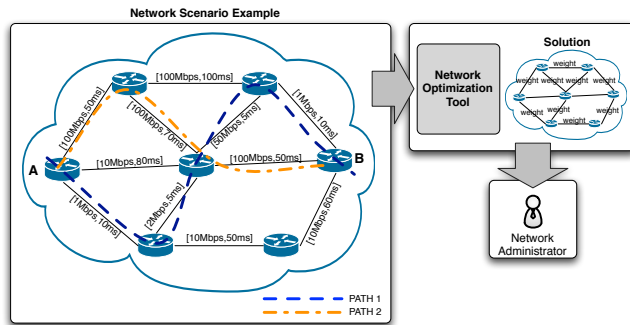 Network Scenario Example
[100Mbps,100ms]
[100Mbps,50ms]
[100Mbps,70ms]
[50Mbps,5ms]
[1Mbps,10ms]
A
[10Mbps,80ms]
[100Mbps,50ms]
B
[1Mbps,10ms]
[2Mbps,5ms]
[10Mbps,50ms]
[10Mbps,60ms]
PATH 1
PATH 2
Network
Optimization
Tool
Solution
weight
weight
weight
weight
weight
weight
weight
weight
weight
Network
Administrator